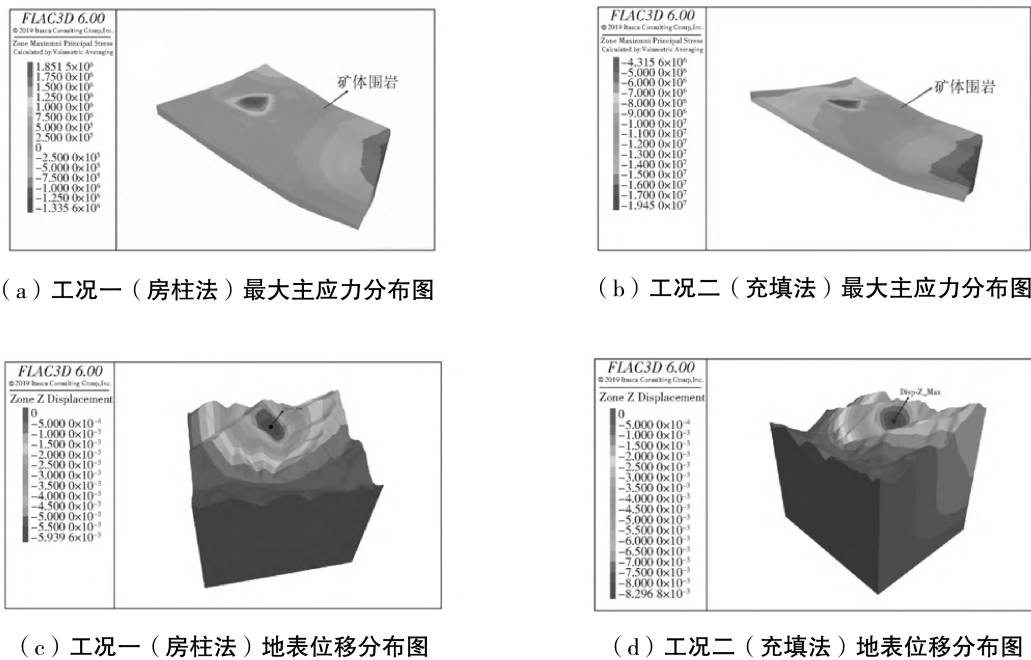 FLAC3D 6.00
©2019 Itasca Consulting Group,Inc.
Zone Maxinmni Principal Stress
Calculated by:Volumetric Averaging
1.851 5×10⁶
1.750 0×10⁶
1.500 0×10⁶
1.250 0×10⁶
1.000 0×10⁶
7.500 0×10⁵
5.000 0×10⁵
2.500 0×10⁵
0
−2.500 0×10⁵
−5.000 0×10⁵
−7.500 0×10⁵
−1.000 0×10⁶
−1.250 0×10⁶
−1.335 6×10⁶
矿体围岩
(a)工况一(房柱法)最大主应力分布图
FLAC3D 6.00
©2019 Itasca Consulting Group,Inc.
Zone Maxinmni Principal Stress
Calculated by:Volumetric Averaging
−4.315 6×10⁶
−5.000 0×10⁶
−6.000 0×10⁶
−7.000 0×10⁶
−8.000 0×10⁶
−9.000 0×10⁶
−1.000 0×10⁷
−1.100 0×10⁷
−1.200 0×10⁷
−1.300 0×10⁷
−1.400 0×10⁷
−1.500 0×10⁷
−1.600 0×10⁷
−1.700 0×10⁷
−1.945 0×10⁷
矿体围岩
(b)工况二(充填法)最大主应力分布图
FLAC3D 6.00
©2019 Itasca Consulting Group,Inc.
Zone Z Displacement
0
−5.000 0×10⁻⁴
−1.000 0×10⁻³
−1.500 0×10⁻³
−2.000 0×10⁻³
−2.500 0×10⁻³
−3.000 0×10⁻³
−3.500 0×10⁻³
−4.000 0×10⁻³
−4.500 0×10⁻³
−5.000 0×10⁻³
−5.500 0×10⁻³
−5.939 6×10⁻³
(c)工况一(房柱法)地表位移分布图
FLAC3D 6.00
©2019 Itasca Consulting Group,Inc.
Zone Z Displacement
0
−5.000 0×10⁻⁴
−1.000 0×10⁻³
−1.500 0×10⁻³
−2.000 0×10⁻³
−2.500 0×10⁻³
−3.000 0×10⁻³
−3.500 0×10⁻³
−4.000 0×10⁻³
−4.500 0×10⁻³
−5.000 0×10⁻³
−5.500 0×10⁻³
−6.000 0×10⁻³
−6.500 0×10⁻³
−7.000 0×10⁻³
−7.500 0×10⁻³
−8.000 0×10⁻³
−8.296 8×10⁻³
Disp-Z_Max
(d)工况二(充填法)地表位移分布图